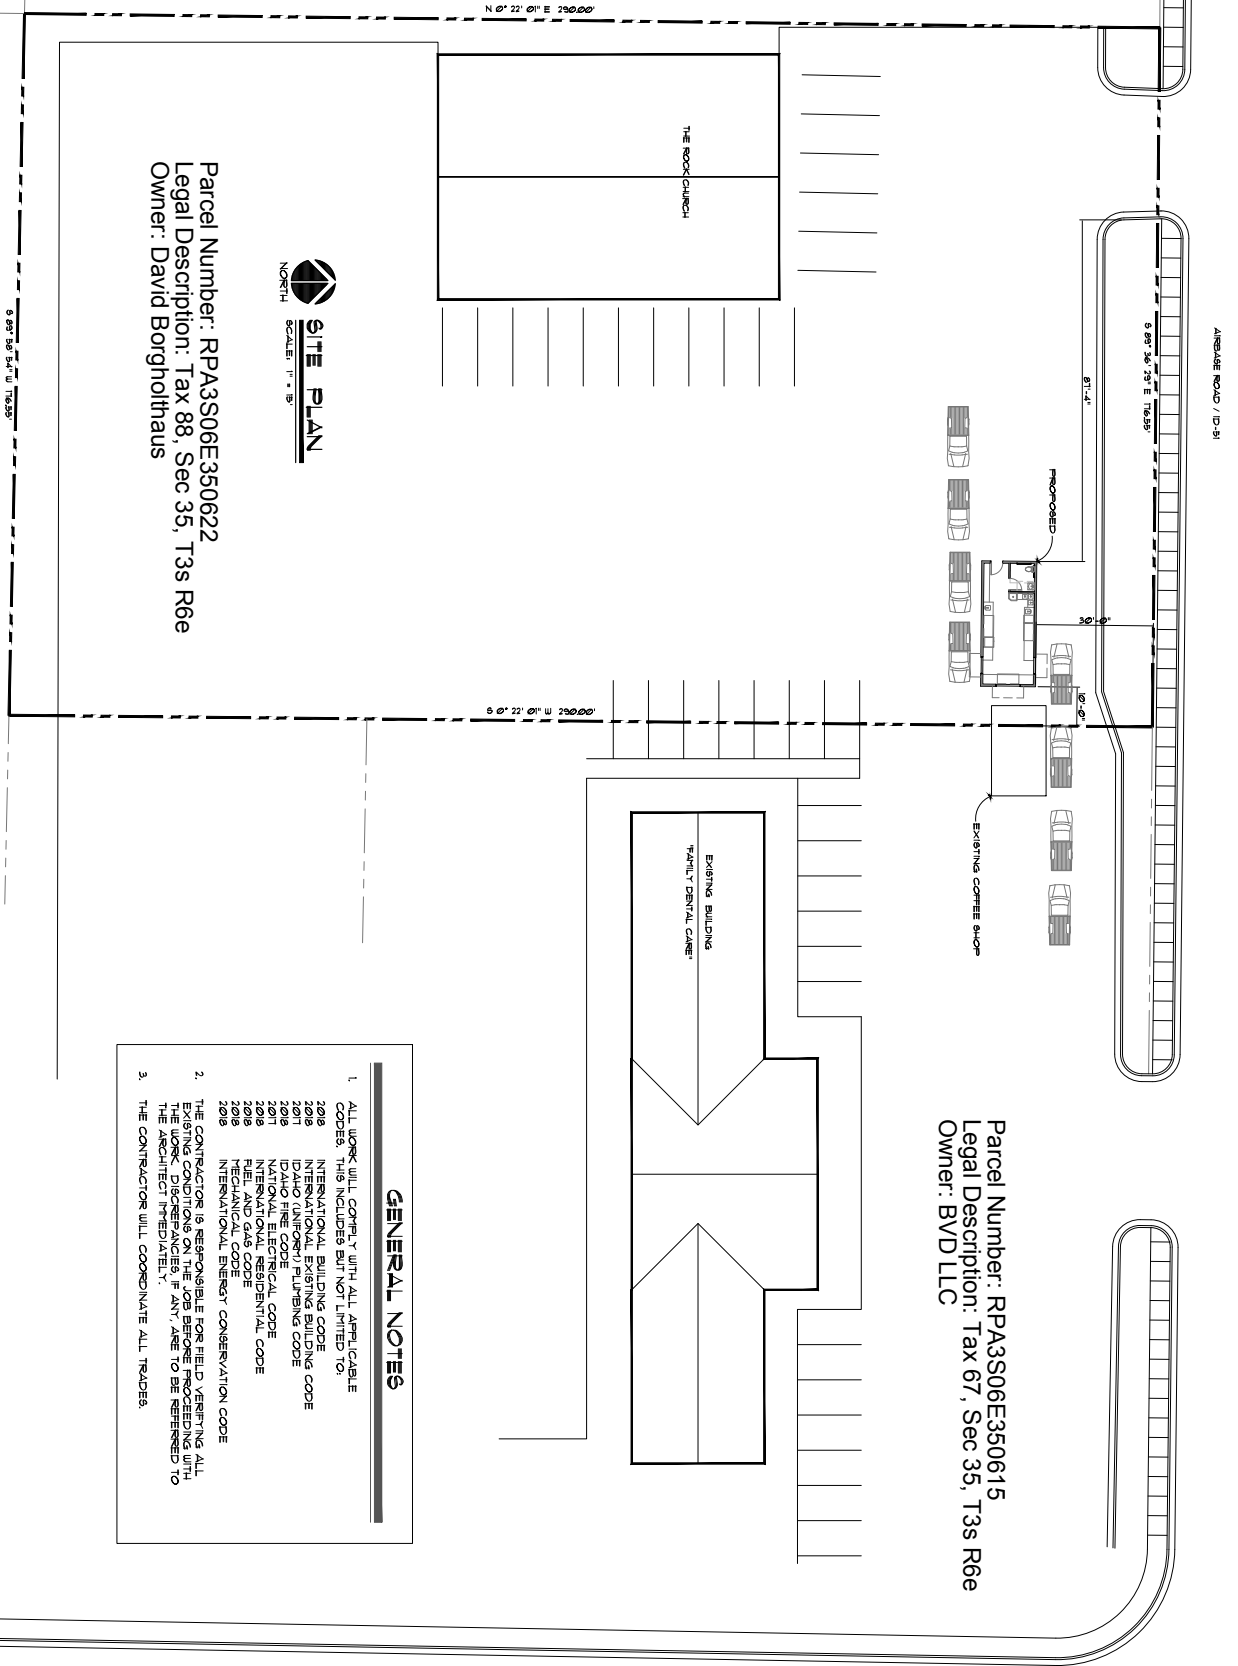 AIRBASE ROAD / ID-51
N 0° 22' 01" E 290.00'
S 89° 36' 29" E 176.55'
87'-4"
PROPOSED
30'-0"
10'-0"
EXISTING COFFEE SHOP
THE ROCK CHURCH
S 0° 22' 01" W 290.00'
EXISTING BUILDING
"FAMILY DENTAL CARE"
Parcel Number: RPA3S06E350615
Legal Description: Tax 67, Sec 35, T3s R6e
Owner: BVD LLC
SITE PLAN
SCALE: 1" = 15'
NORTH
Parcel Number: RPA3S06E350622
Legal Description: Tax 88, Sec 35, T3s R6e
Owner: David Borgholthaus
S 89° 58' 54" W 176.55'
GENERAL NOTES
1. ALL WORK WILL COMPLY WITH ALL APPLICABLE
CODES. THIS INCLUDES BUT NOT LIMITED TO:
2018 INTERNATIONAL BUILDING CODE
2018 INTERNATIONAL EXISTING BUILDING CODE
2017 IDAHO (UNIFORM) PLUMBING CODE
2018 IDAHO FIRE CODE
2017 NATIONAL ELECTRICAL CODE
2018 INTERNATIONAL RESIDENTIAL CODE
2018 FUEL AND GAS CODE
2018 MECHANICAL CODE
2018 INTERNATIONAL ENERGY CONSERVATION CODE
2. THE CONTRACTOR IS RESPONSIBLE FOR FIELD VERIFYING ALL
EXISTING CONDITIONS ON THE JOB BEFORE PROCEEDING WITH
THE WORK. DISCREPANCIES, IF ANY, ARE TO BE REFERRED TO
THE ARCHITECT IMMEDIATELY.
3. THE CONTRACTOR WILL COORDINATE ALL TRADES.